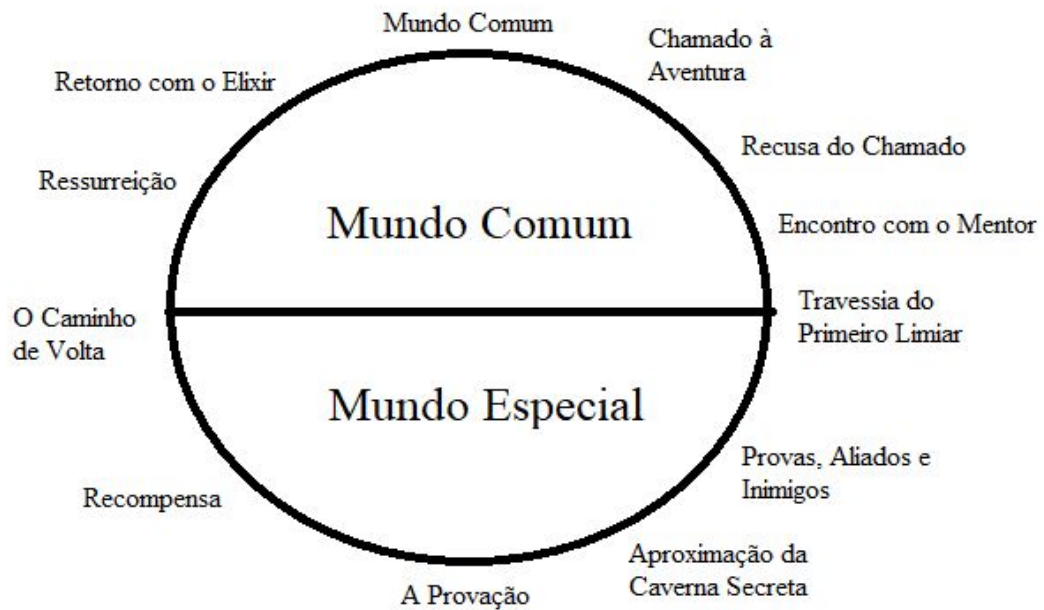 Mundo Comum
Chamado à
Aventura
Recusa do Chamado
Encontro com o Mentor
Travessia do
Primeiro Limiar
Provas, Aliados e
Inimigos
Aproximação da
Caverna Secreta
A Provação
Recompensa
O Caminho
de Volta
Ressurreição
Retorno com o Elixir
Mundo Comum
Mundo Especial